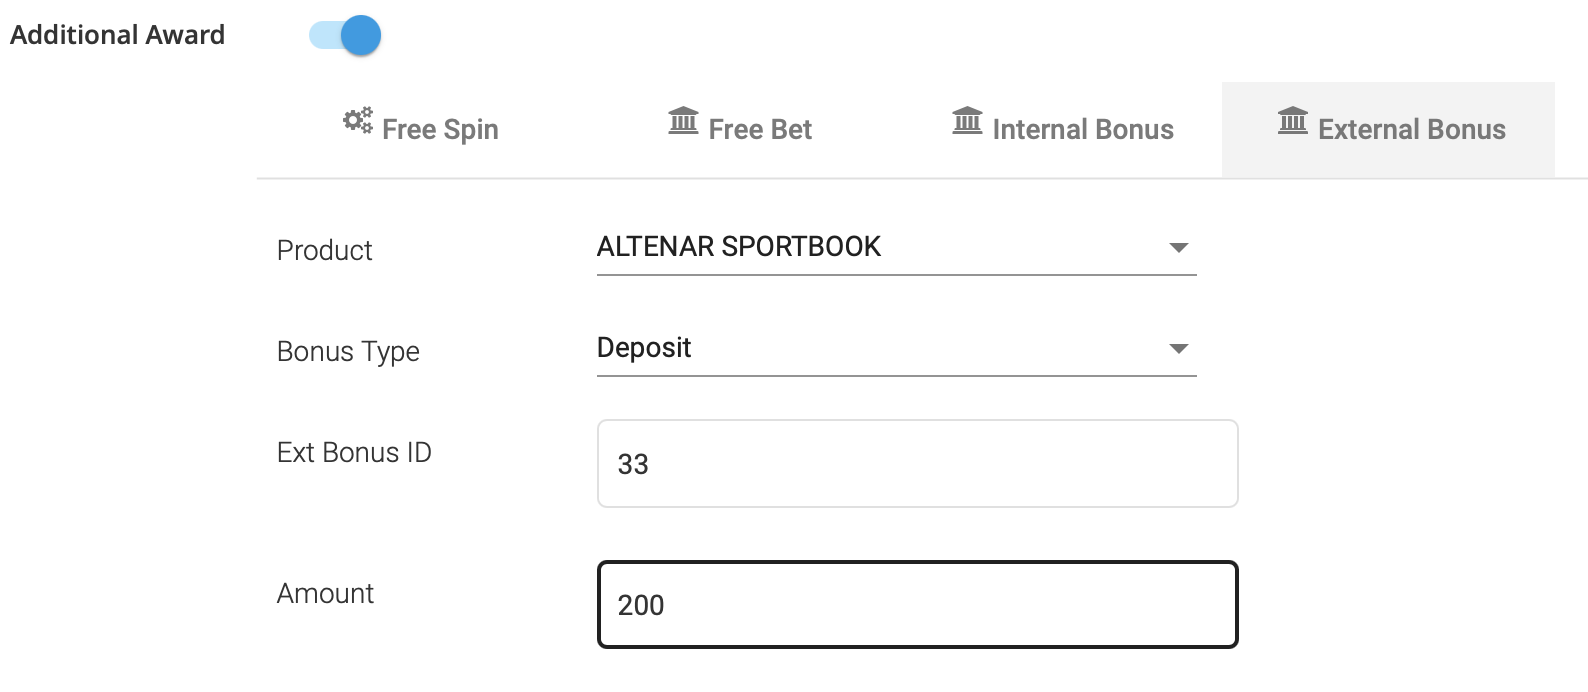 Additional Award
Free Spin
Free Bet
Internal Bonus
External Bonus
Product
ALTENAR SPORTBOOK
Bonus Type
Deposit
Ext Bonus ID
33
Amount
200